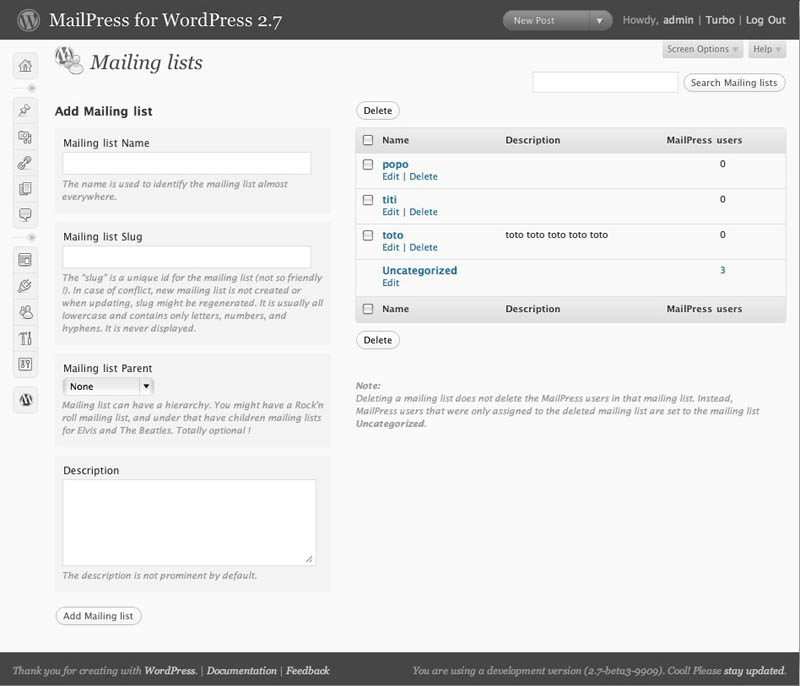 MailPress for WordPress 2.7
New Post
Howdy, admin | Turbo | Log Out
Screen Options
Help
Mailing lists
Search Mailing lists
Add Mailing list
Mailing list Name
The name is used to identify the mailing list almost
everywhere.
Mailing list Slug
The "slug" is a unique id for the mailing list (not so friendly
!). In case of conflict, new mailing list is not created or
when updating, slug might be regenerated. It is usually all
lowercase and contains only letters, numbers, and
hyphens. It is never displayed.
Mailing list Parent
None
Mailing list can have a hierarchy. You might have a Rock'n
roll mailing list, and under that have children mailing lists
for Elvis and The Beatles. Totally optional !
Description
The description is not prominent by default.
Add Mailing list
Delete
Name Description MailPress users
popo 0
Edit | Delete
titi 0
Edit | Delete
toto toto toto toto toto toto 0
Edit | Delete
Uncategorized 3
Edit
Name Description MailPress users
Delete
Note:
Deleting a mailing list does not delete the MailPress users in that mailing list. Instead,
MailPress users that were only assigned to the deleted mailing list are set to the mailing list
Uncategorized.
Thank you for creating with WordPress. | Documentation | Feedback
You are using a development version (2.7-beta3-9909). Cool! Please stay updated.